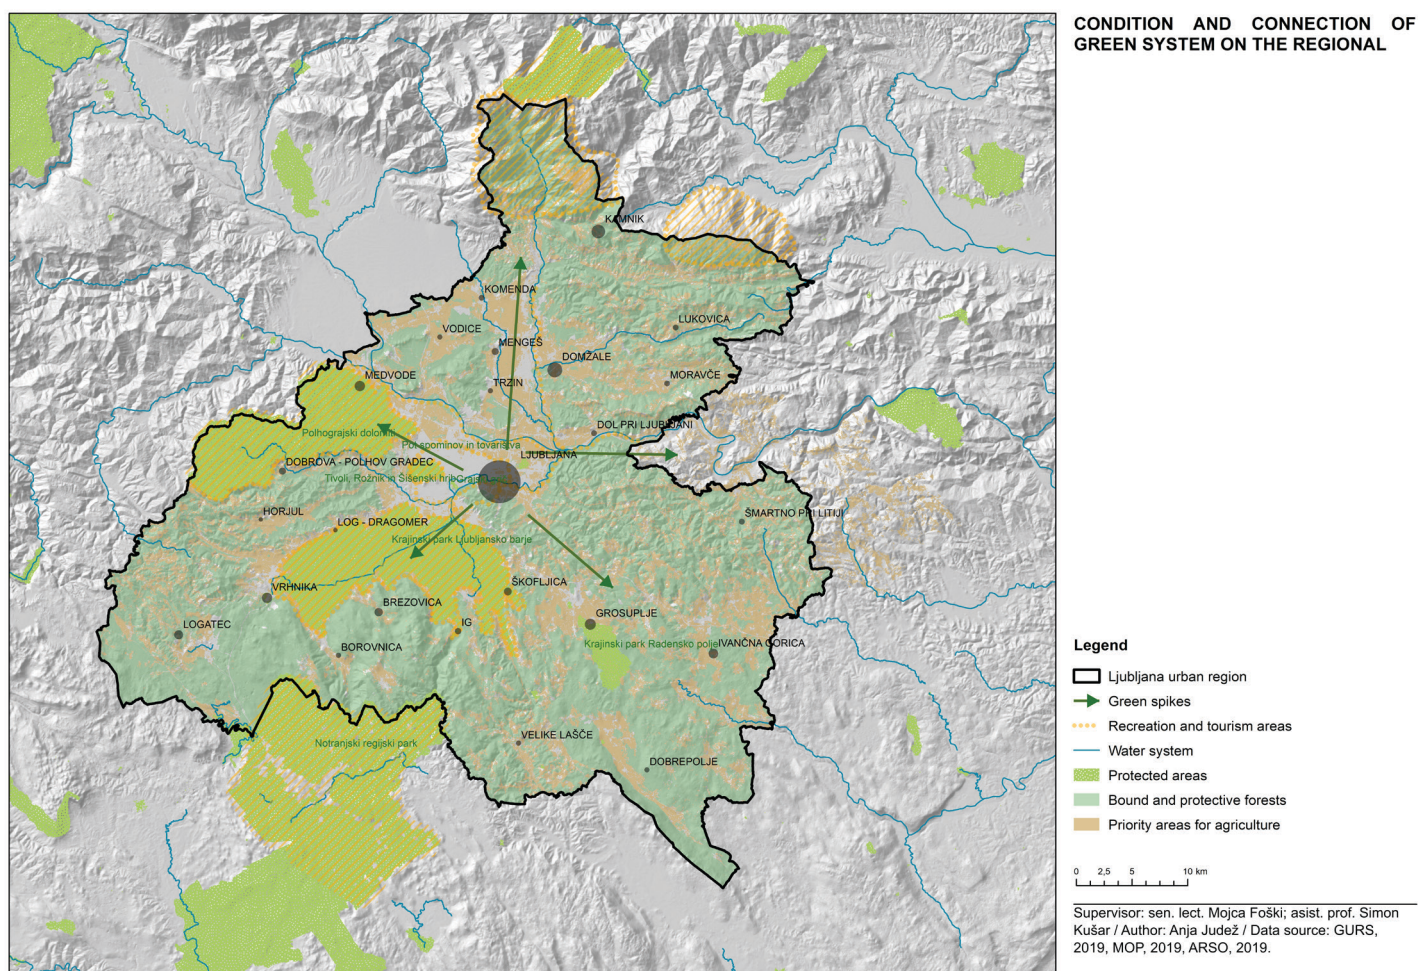 CONDITION AND CONNECTION OF
GREEN SYSTEM ON THE REGIONAL
KAMNIK
KOMENDA
LUKOVICA
VODICE
MENGEŠ
DOMŽALE
MEDVODE
TRZIN
MORAVČE
DOL PRI LJUBLJANI
Polhograjski dolomiti
Pot spominov in tovarištva
LJUBLJANA
DOBROVA - POLHOV GRADEC
Tivoli, Rožnik in Šišenski hrib
HORJUL
LOG - DRAGOMER
ŠMARTNO PRI LITIJI
Krajinski park Ljubljansko barje
VRHNIKA
ŠKOFLJICA
BREZOVICA
GROSUPLJE
LOGATEC
IG
BOROVNICA
Krajinski park Radensko polje
IVANČNA GORICA
Notranjski regijski park
VELIKE LAŠČE
DOBREPOLJE
Legend
Ljubljana urban region
Green spikes
Recreation and tourism areas
Water system
Protected areas
Bound and protective forests
Priority areas for agriculture
0 2,5 5 10 km
Supervisor: sen. lect. Mojca Foški; asist. prof. Simon
Kušar / Author: Anja Judež / Data source: GURS,
2019, MOP, 2019, ARSO, 2019.